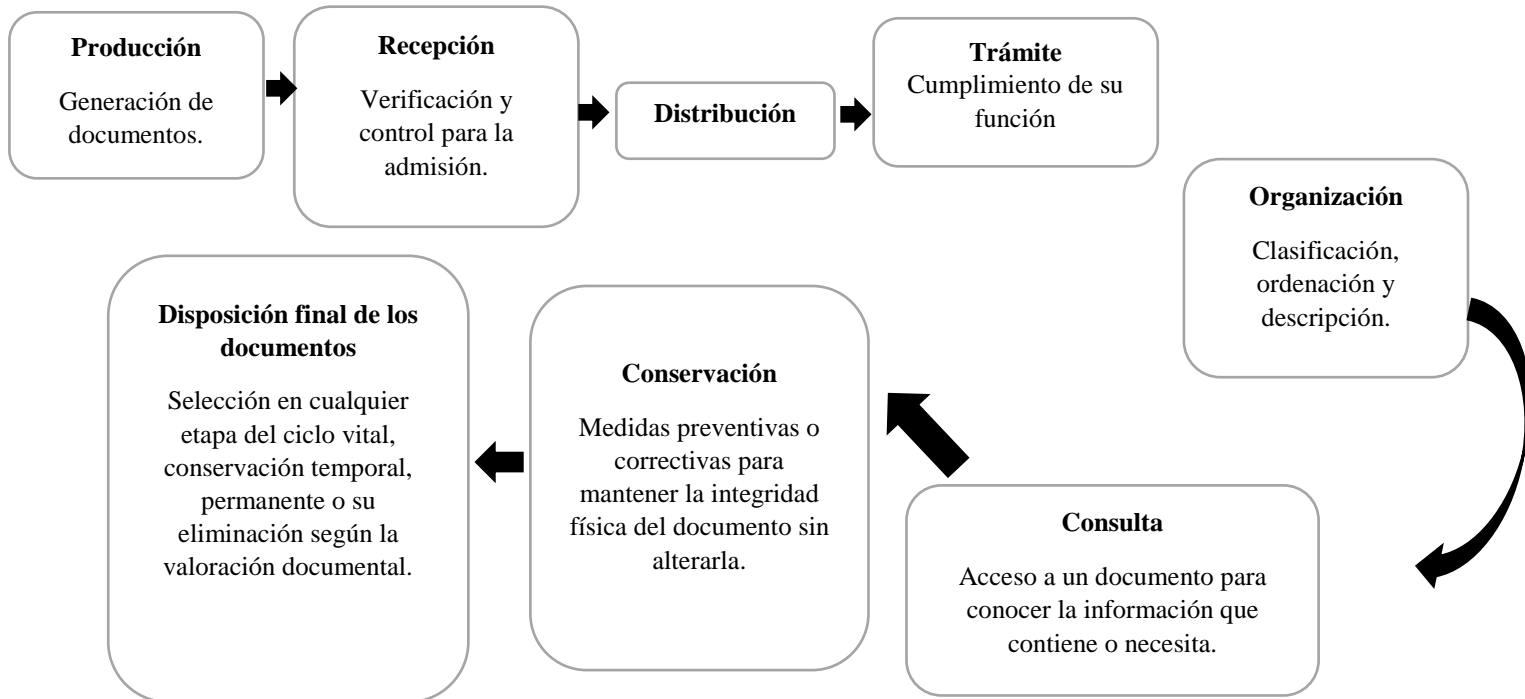 Producción
Generación de
documentos.
Recepción
Verificación y
control para la
admisión.
Distribución
Trámite
Cumplimiento de su
función
Organización
Clasificación,
ordenación y
descripción.
Consulta
Acceso a un documento para
conocer la información que
contiene o necesita.
Conservación
Medidas preventivas o
correctivas para
mantener la integridad
física del documento sin
alterarla.
Disposición final de los
documentos
Selección en cualquier
etapa del ciclo vital,
conservación temporal,
permanente o su
eliminación según la
valoración documental.